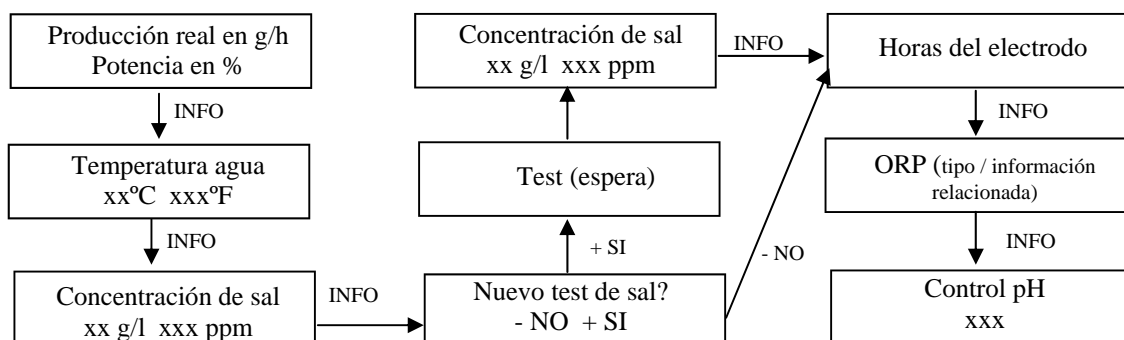 Producción real en g/h
Potencia en %
INFO
Temperatura agua
xxºC  xxxºF
INFO
Concentración de sal
xx g/l  xxx ppm
INFO
Nuevo test de sal?
- NO  + SI
+ SI
Test (espera)
Concentración de sal
xx g/l  xxx ppm
INFO
- NO
Horas del electrodo
INFO
ORP (tipo / información
relacionada)
INFO
Control pH
xxx